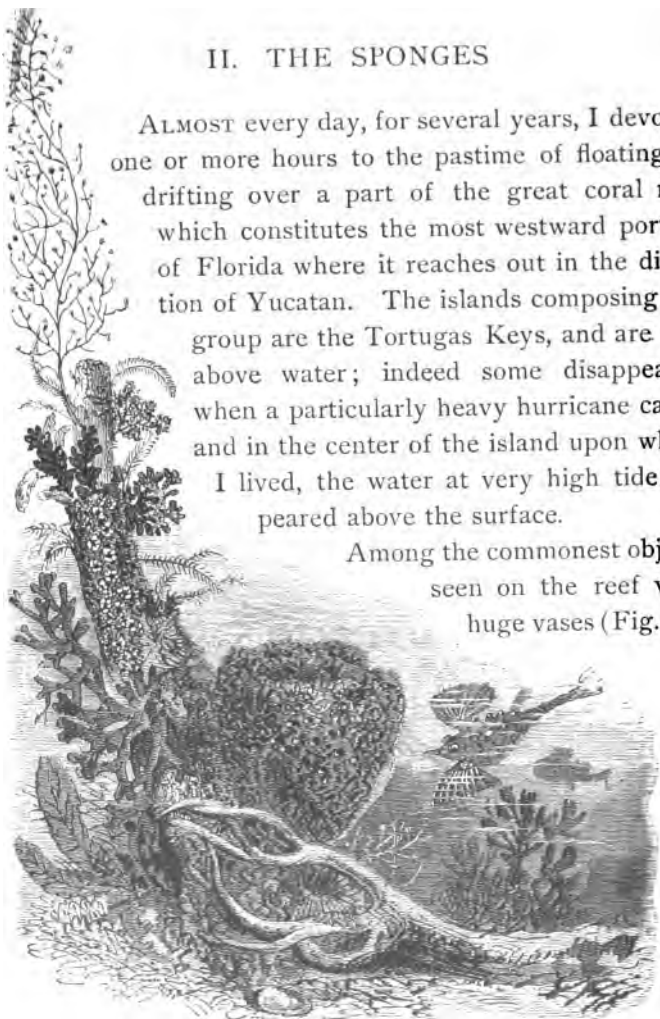 II. THE SPONGES
ALMOST every day, for several years, I devo
one or more hours to the pastime of floating
drifting over a part of the great coral r
which constitutes the most westward por
of Florida where it reaches out in the di
tion of Yucatan. The islands composing
group are the Tortugas Keys, and are
above water; indeed some disappea
when a particularly heavy hurricane ca
and in the center of the island upon wh
I lived, the water at very high tide
peared above the surface.
Among the commonest obj
seen on the reef
huge vases (Fig.